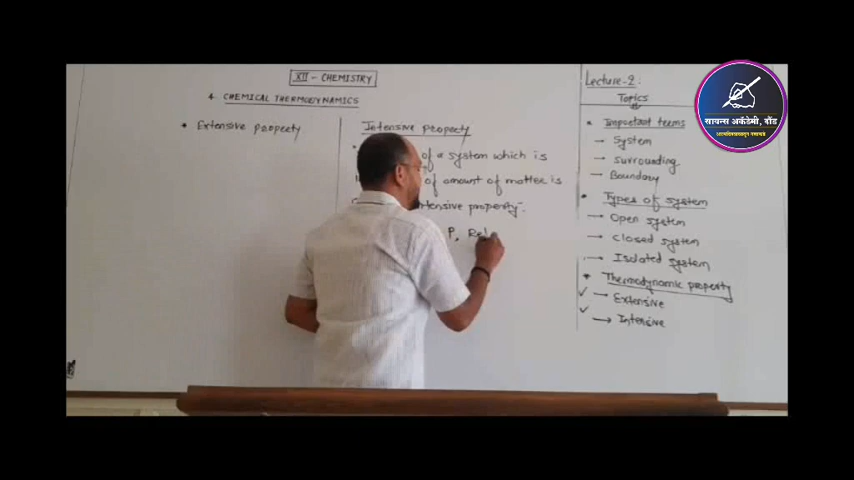 XII - CHEMISTRY
4 CHEMICAL THERMODYNAMICS
• Extensive property
Intensive property
of a system which is
of amount of matter is
tensive property.
P, Rel
Lecture-2:
Topics
• Important terms
→ System
→ surrounding
→ Boundary
• Types of system
→ Open system
→ closed system
→ Isolated system
• Thermodynamic property
✓ → Extensive
✓ → Intensive
सायन्स अकॅडेमी, दौंड